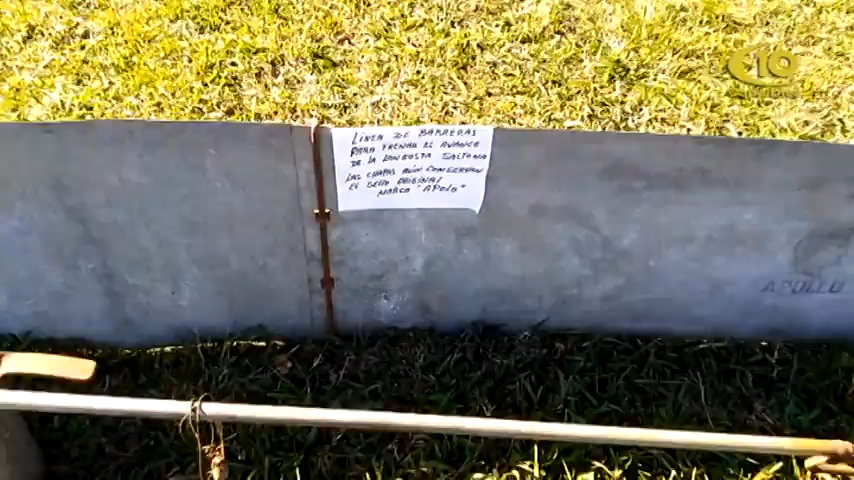 10
LINEA DE BARRERAS
PARA FRENAR EL AVANCE
DE LA LANGOSTA SALTONA
LAS CHAPAS AÚN CONSERVAN
EL SELLO ORIGINAL
MARCA "APOLO"
APOLLO